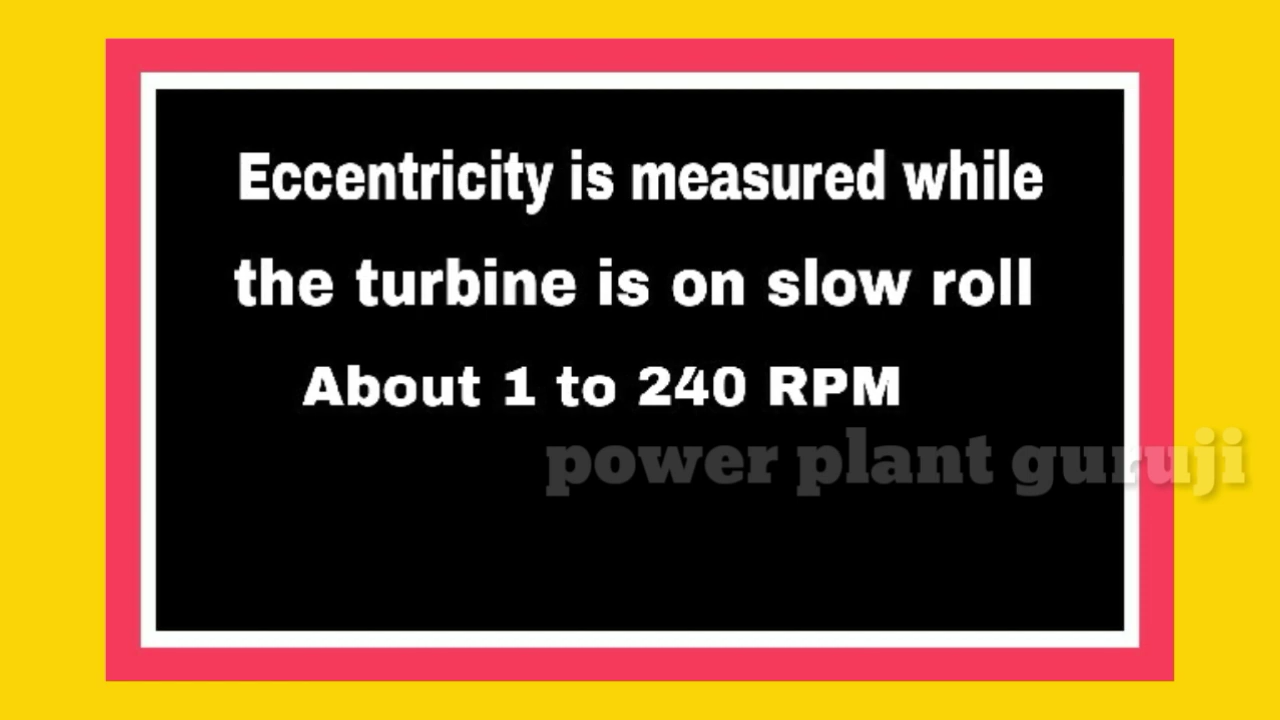 Eccentricity is measured while
the turbine is on slow roll
About 1 to 240 RPM
power plant guruji